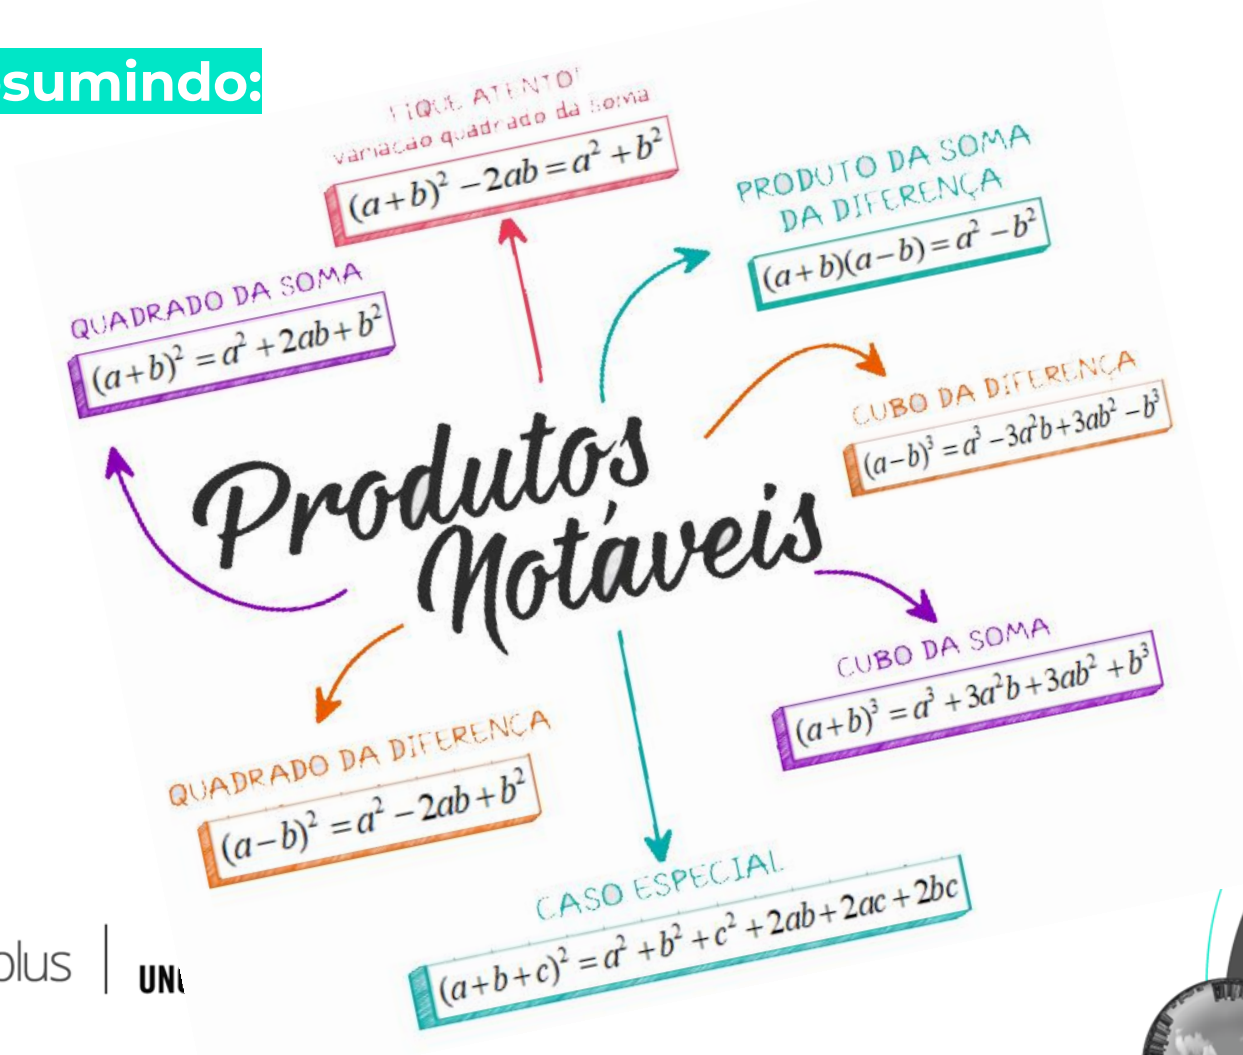 sumindo:
FIQUE ATENTO!
variação quadrado da soma
(a+b)² −2ab = a² + b²
PRODUTO DA SOMA
DA DIFERENÇA
(a+b)(a−b) = a² − b²
QUADRADO DA SOMA
(a+b)² = a² + 2ab + b²
CUBO DA DIFERENÇA
(a−b)³ = a³ − 3a²b + 3ab² − b³
Produtos
Notáveis
CUBO DA SOMA
(a+b)³ = a³ + 3a²b + 3ab² + b³
QUADRADO DA DIFERENÇA
(a−b)² = a² − 2ab + b²
CASO ESPECIAL
(a+b+c)² = a² + b² + c² + 2ab + 2ac + 2bc
plus
UN